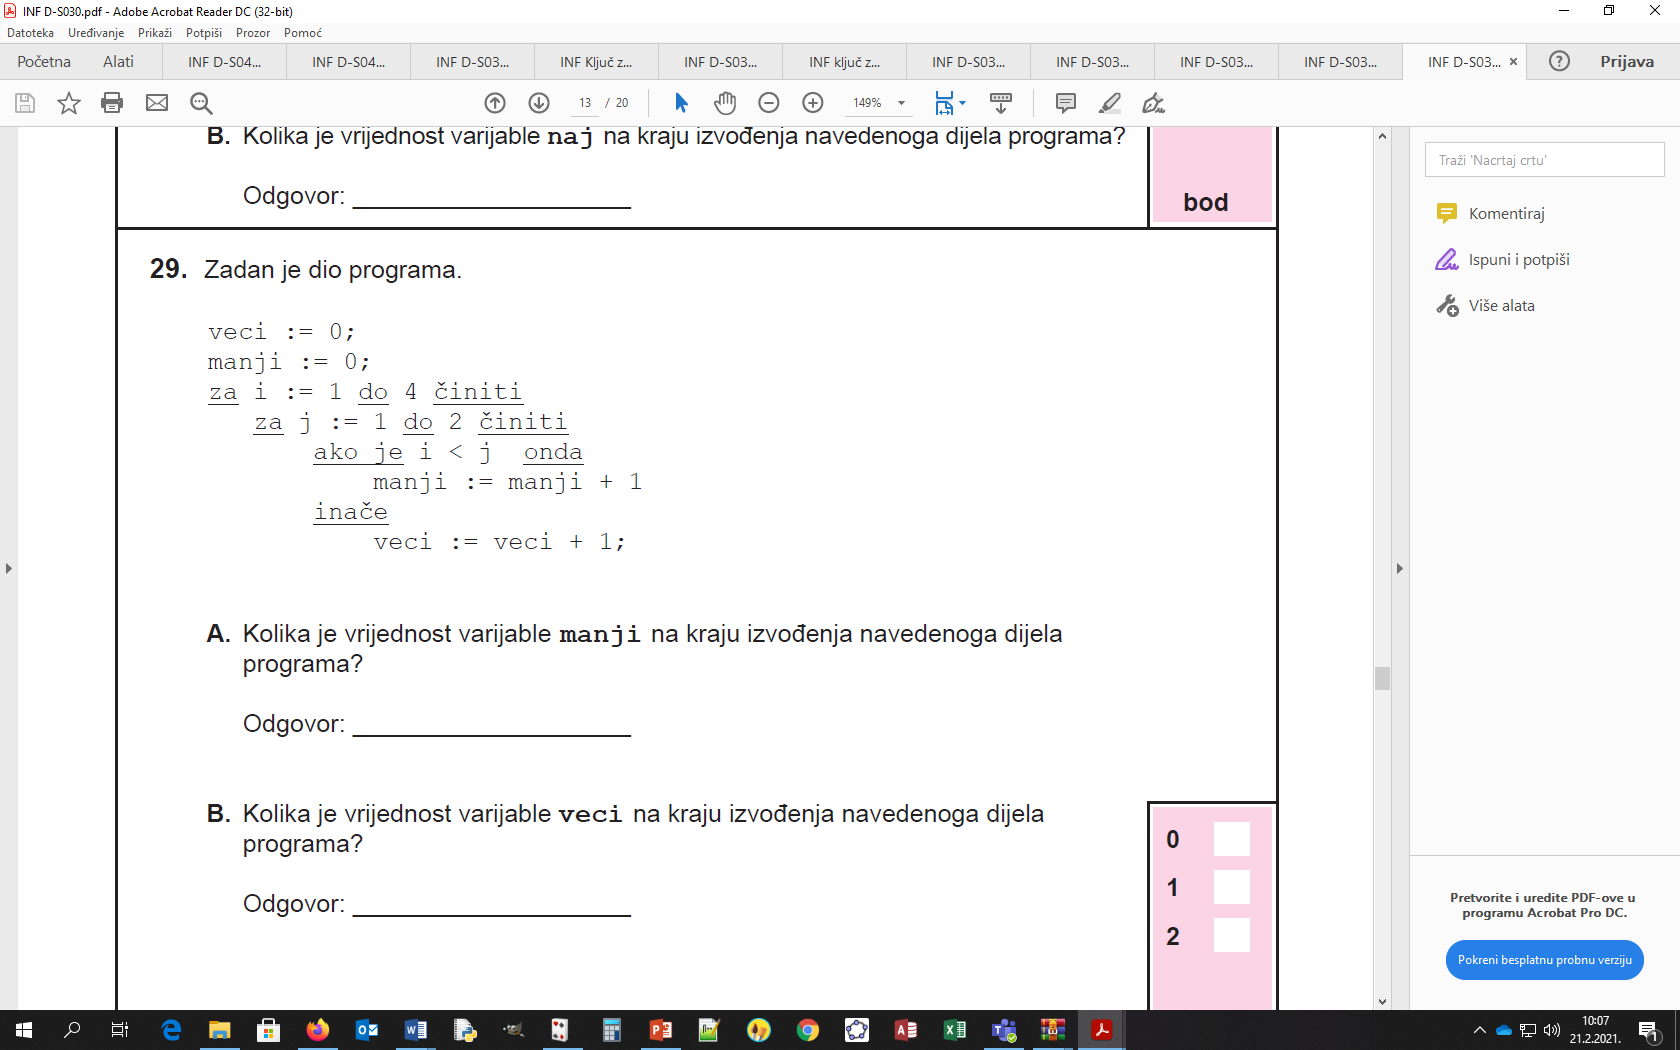 INF D-S030.pdf - Adobe Acrobat Reader DC (32-bit)
Datoteka Uređivanje Prikaži Potpiši Prozor Pomoć
Početna Alati INF D-S04... INF D-S04... INF D-S03... INF Ključ z... INF D-S03... INF ključ z... INF D-S03... INF D-S03... INF D-S03... INF D-S03... INF D-S03... × ? Prijava
13 / 20 149%
B. Kolika je vrijednost varijable naj na kraju izvođenja navedenoga dijela programa?
Odgovor: ____________________
bod
29. Zadan je dio programa.
veci := 0;
manji := 0;
za i := 1 do 4 činiti
za j := 1 do 2 činiti
ako je i < j onda
manji := manji + 1
inače
veci := veci + 1;
A. Kolika je vrijednost varijable manji na kraju izvođenja navedenoga dijela
programa?
Odgovor: ____________________
B. Kolika je vrijednost varijable veci na kraju izvođenja navedenoga dijela
programa?
Odgovor: ____________________
0
1
2
Traži 'Nacrtaj crtu'
Komentiraj
Ispuni i potpiši
Više alata
Pretvorite i uredite PDF-ove u
programu Acrobat Pro DC.
Pokreni besplatnu probnu verziju
10:07
21.2.2021.
1